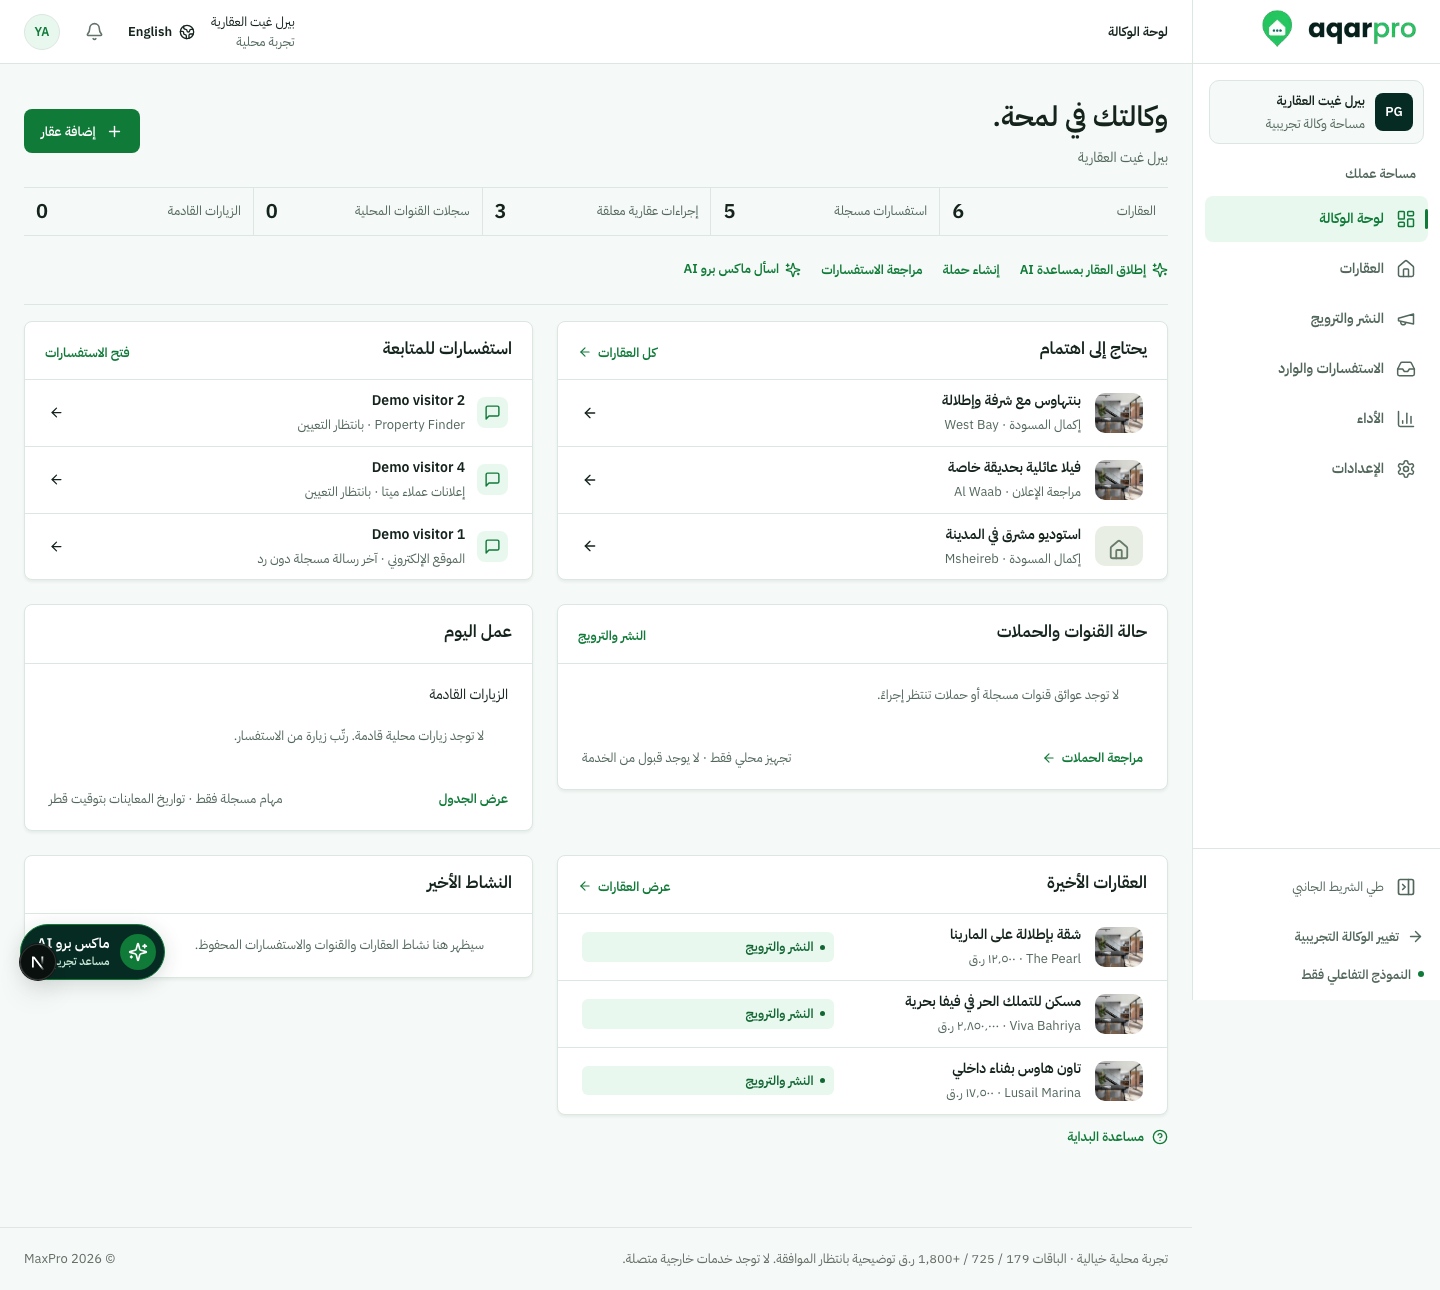 aqarpro
لوحة الوكالة
بيرل غيت العقارية
تجربة محلية
English
YA
PG
بيرل غيت العقارية
مساحة وكالة تجريبية
مساحة عملك
لوحة الوكالة
العقارات
النشر والترويج
الاستفسارات والوارد
الأداء
الإعدادات
طي الشريط الجانبي
تغيير الوكالة التجريبية
النموذج التفاعلي فقط
وكالتك في لمحة.
بيرل غيت العقارية
إضافة عقار
العقارات 6
استفسارات مسجلة 5
إجراءات عقارية معلقة 3
سجلات القنوات المحلية 0
الزيارات القادمة 0
إطلاق العقار بمساعدة AI
إنشاء حملة
مراجعة الاستفسارات
اسأل ماكس برو AI
يحتاج إلى اهتمام
كل العقارات
بنتهاوس مع شرفة وإطلالة
إكمال المسودة · West Bay
فيلا عائلية بحديقة خاصة
مراجعة الإعلان · Al Waab
استوديو مشرق في المدينة
إكمال المسودة · Msheireb
استفسارات للمتابعة
فتح الاستفسارات
Demo visitor 2
Property Finder · بانتظار التعيين
Demo visitor 4
إعلانات عملاء ميتا · بانتظار التعيين
Demo visitor 1
الموقع الإلكتروني · آخر رسالة مسجلة دون رد
حالة القنوات والحملات
النشر والترويج
لا توجد عوائق قنوات مسجلة أو حملات تنتظر إجراءً.
مراجعة الحملات
تجهيز محلي فقط · لا يوجد قبول من الخدمة
عمل اليوم
الزيارات القادمة
لا توجد زيارات محلية قادمة. رتّب زيارة من الاستفسار.
عرض الجدول
مهام مسجلة فقط · تواريخ المعاينات بتوقيت قطر
العقارات الأخيرة
عرض العقارات
شقة بإطلالة على المارينا
The Pearl · ١٢٬٥٠٠ ر.ق
النشر والترويج
مسكن للتملك الحر في فيفا بحرية
Viva Bahriya · ٢٬٨٥٠٬٠٠٠ ر.ق
النشر والترويج
تاون هاوس بفناء داخلي
Lusail Marina · ١٧٬٥٠٠ ر.ق
النشر والترويج
النشاط الأخير
سيظهر هنا نشاط العقارات والقنوات والاستفسارات المحفوظ.
ماكس برو AI
مساعد
N
مساعدة البداية
تجربة محلية خيالية · الباقات 179 / 725 / +1,800 ر.ق توضيحية بانتظار الموافقة. لا توجد خدمات خارجية متصلة.
© 2026 MaxPro